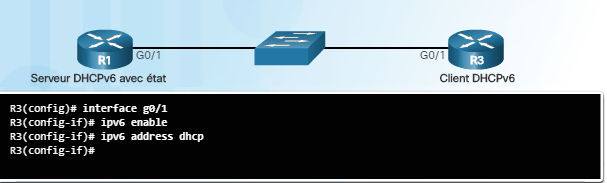 R1
G0/1
G0/1
R3
Serveur DHCPv6 avec état
Client DHCPv6
R3(config)# interface g0/1
R3(config-if)# ipv6 enable
R3(config-if)# ipv6 address dhcp
R3(config-if)#